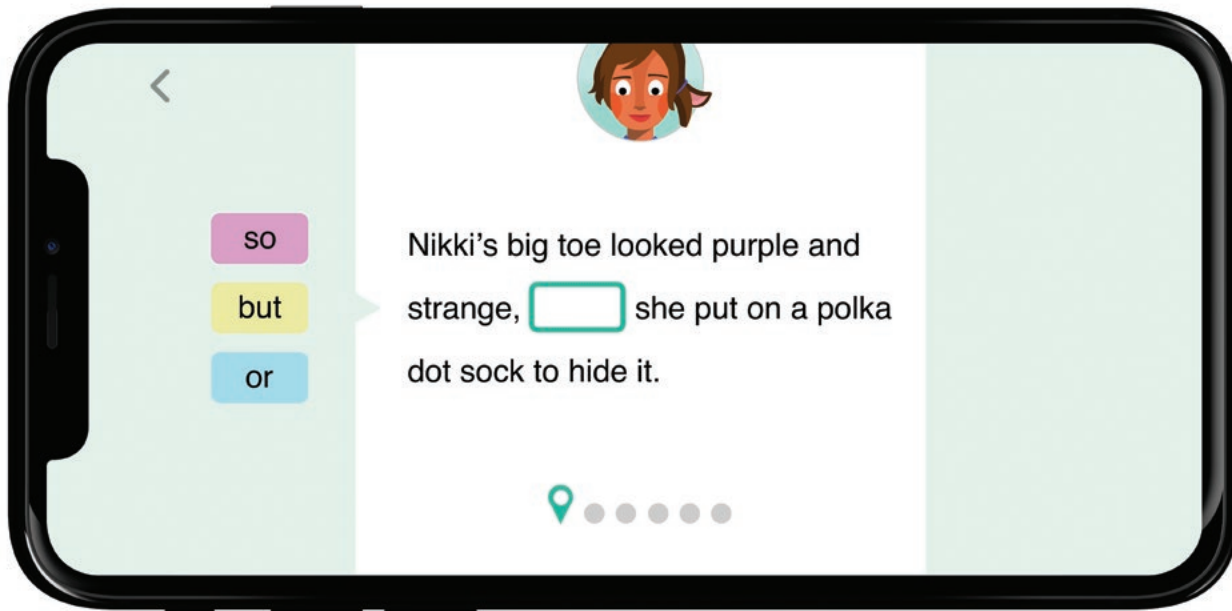 so
but
or
Nikki’s big toe looked purple and
strange, she put on a polka
dot sock to hide it.